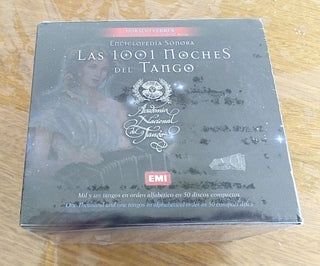 Enciclopedia Sonora
Las 1001 Noches
del Tango
Academia
Nacional
del Tango
EMI
Mil y un tangos en orden alfabético en 50 discos compactos
One Thousand and one tangos in alphabetical order in 50 compact discs